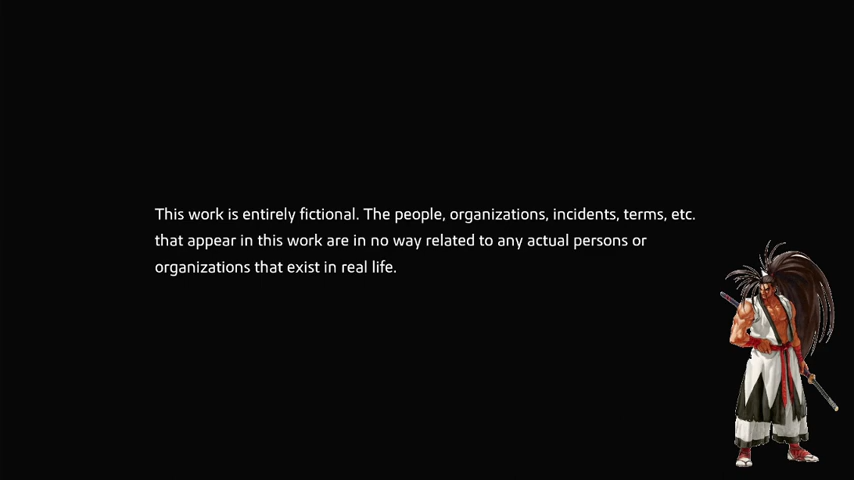 This work is entirely fictional. The people, organizations, incidents, terms, etc.
that appear in this work are in no way related to any actual persons or
organizations that exist in real life.